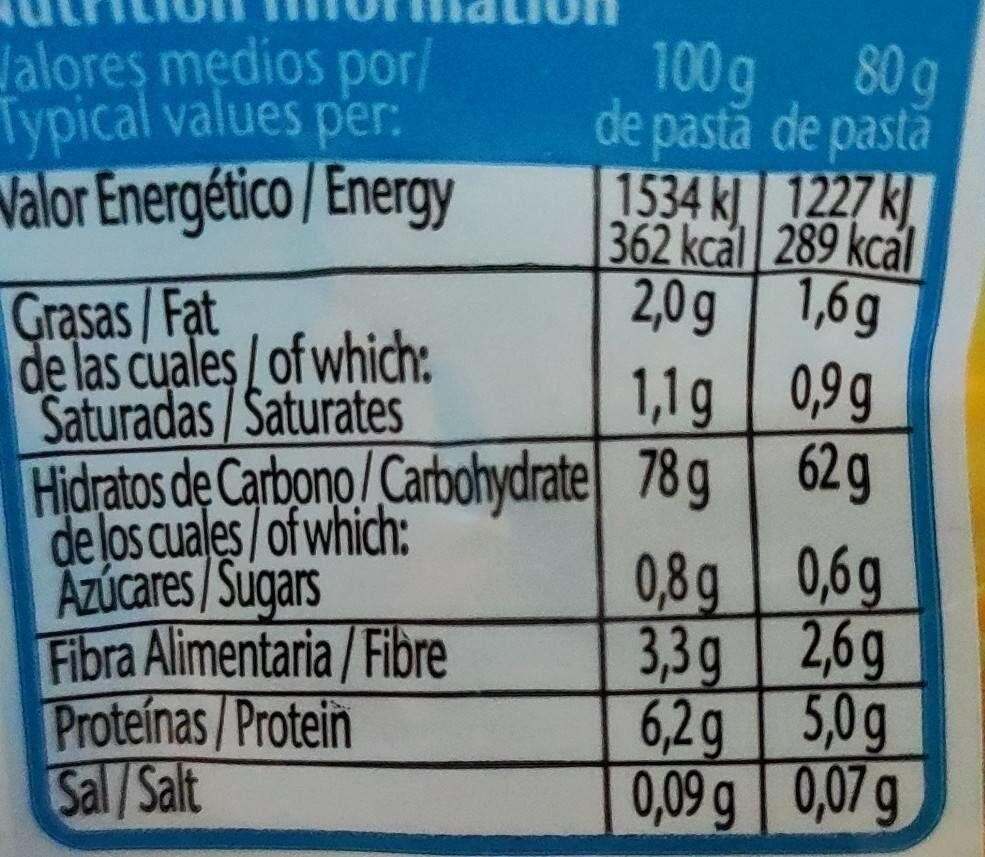 Nutrition Information
Valores medios por/ 100 g 80 g
Typical values per: de pasta de pasta
Valor Energético / Energy 1534 kJ 1227 kJ
362 kcal 289 kcal
Grasas / Fat 2,0 g 1,6 g
de las cuales / of which:
Saturadas / Saturates 1,1 g 0,9 g
Hidratos de Carbono / Carbohydrate 78 g 62 g
de los cuales / of which:
Azúcares / Sugars 0,8 g 0,6 g
Fibra Alimentaria / Fibre 3,3 g 2,6 g
Proteínas / Protein 6,2 g 5,0 g
Sal / Salt 0,09 g 0,07 g